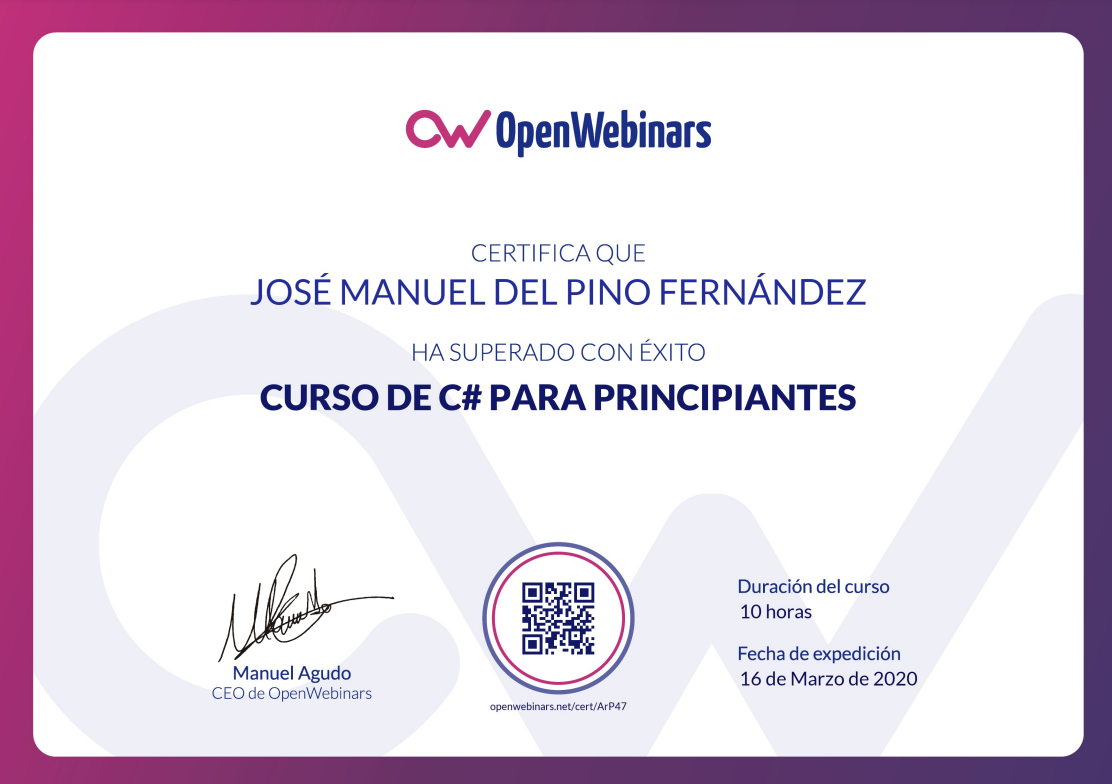 OpenWebinars
CERTIFICA QUE
JOSÉ MANUEL DEL PINO FERNÁNDEZ
HA SUPERADO CON ÉXITO
CURSO DE C# PARA PRINCIPIANTES
Manuel Agudo
CEO de OpenWebinars
openwebinars.net/cert/ArP47
Duración del curso
10 horas
Fecha de expedición
16 de Marzo de 2020